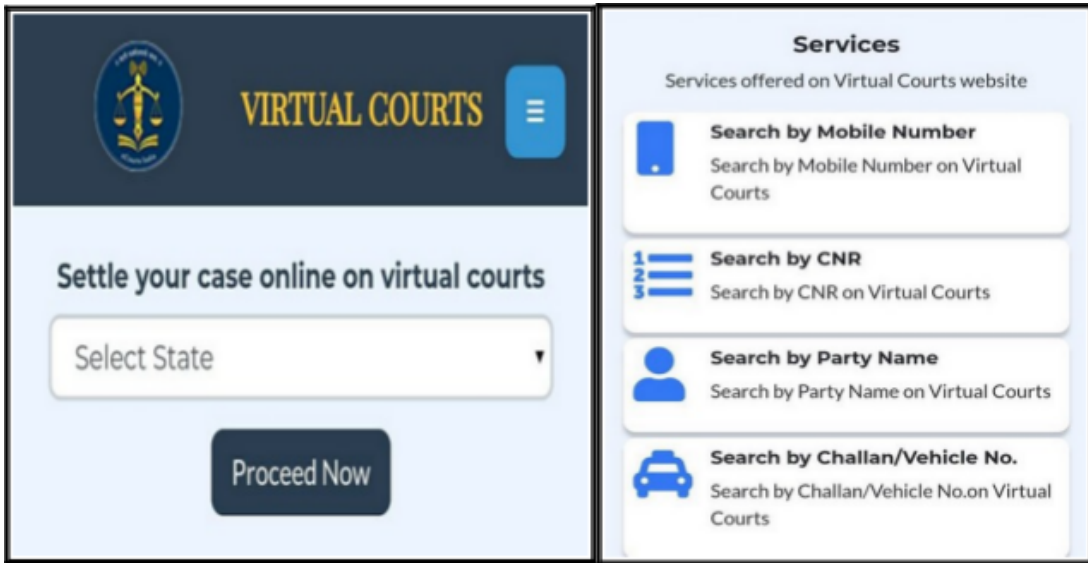 VIRTUAL COURTS
Settle your case online on virtual courts
Select State
Proceed Now
Services
Services offered on Virtual Courts website
Search by Mobile Number
Search by Mobile Number on Virtual
Courts
1
2
3
Search by CNR
Search by CNR on Virtual Courts
Search by Party Name
Search by Party Name on Virtual Courts
Search by Challan/Vehicle No.
Search by Challan/Vehicle No.on Virtual
Courts